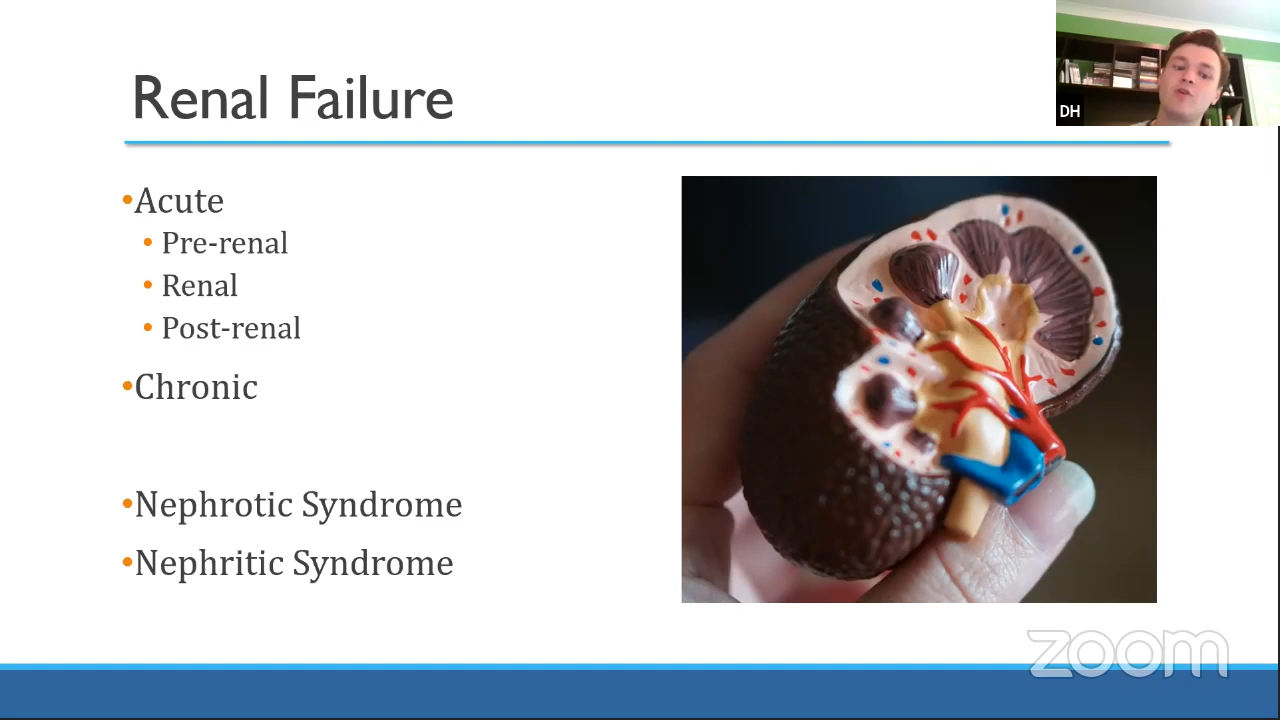 Renal Failure
DH
•Acute
• Pre-renal
• Renal
• Post-renal
•Chronic
•Nephrotic Syndrome
•Nephritic Syndrome
zoom